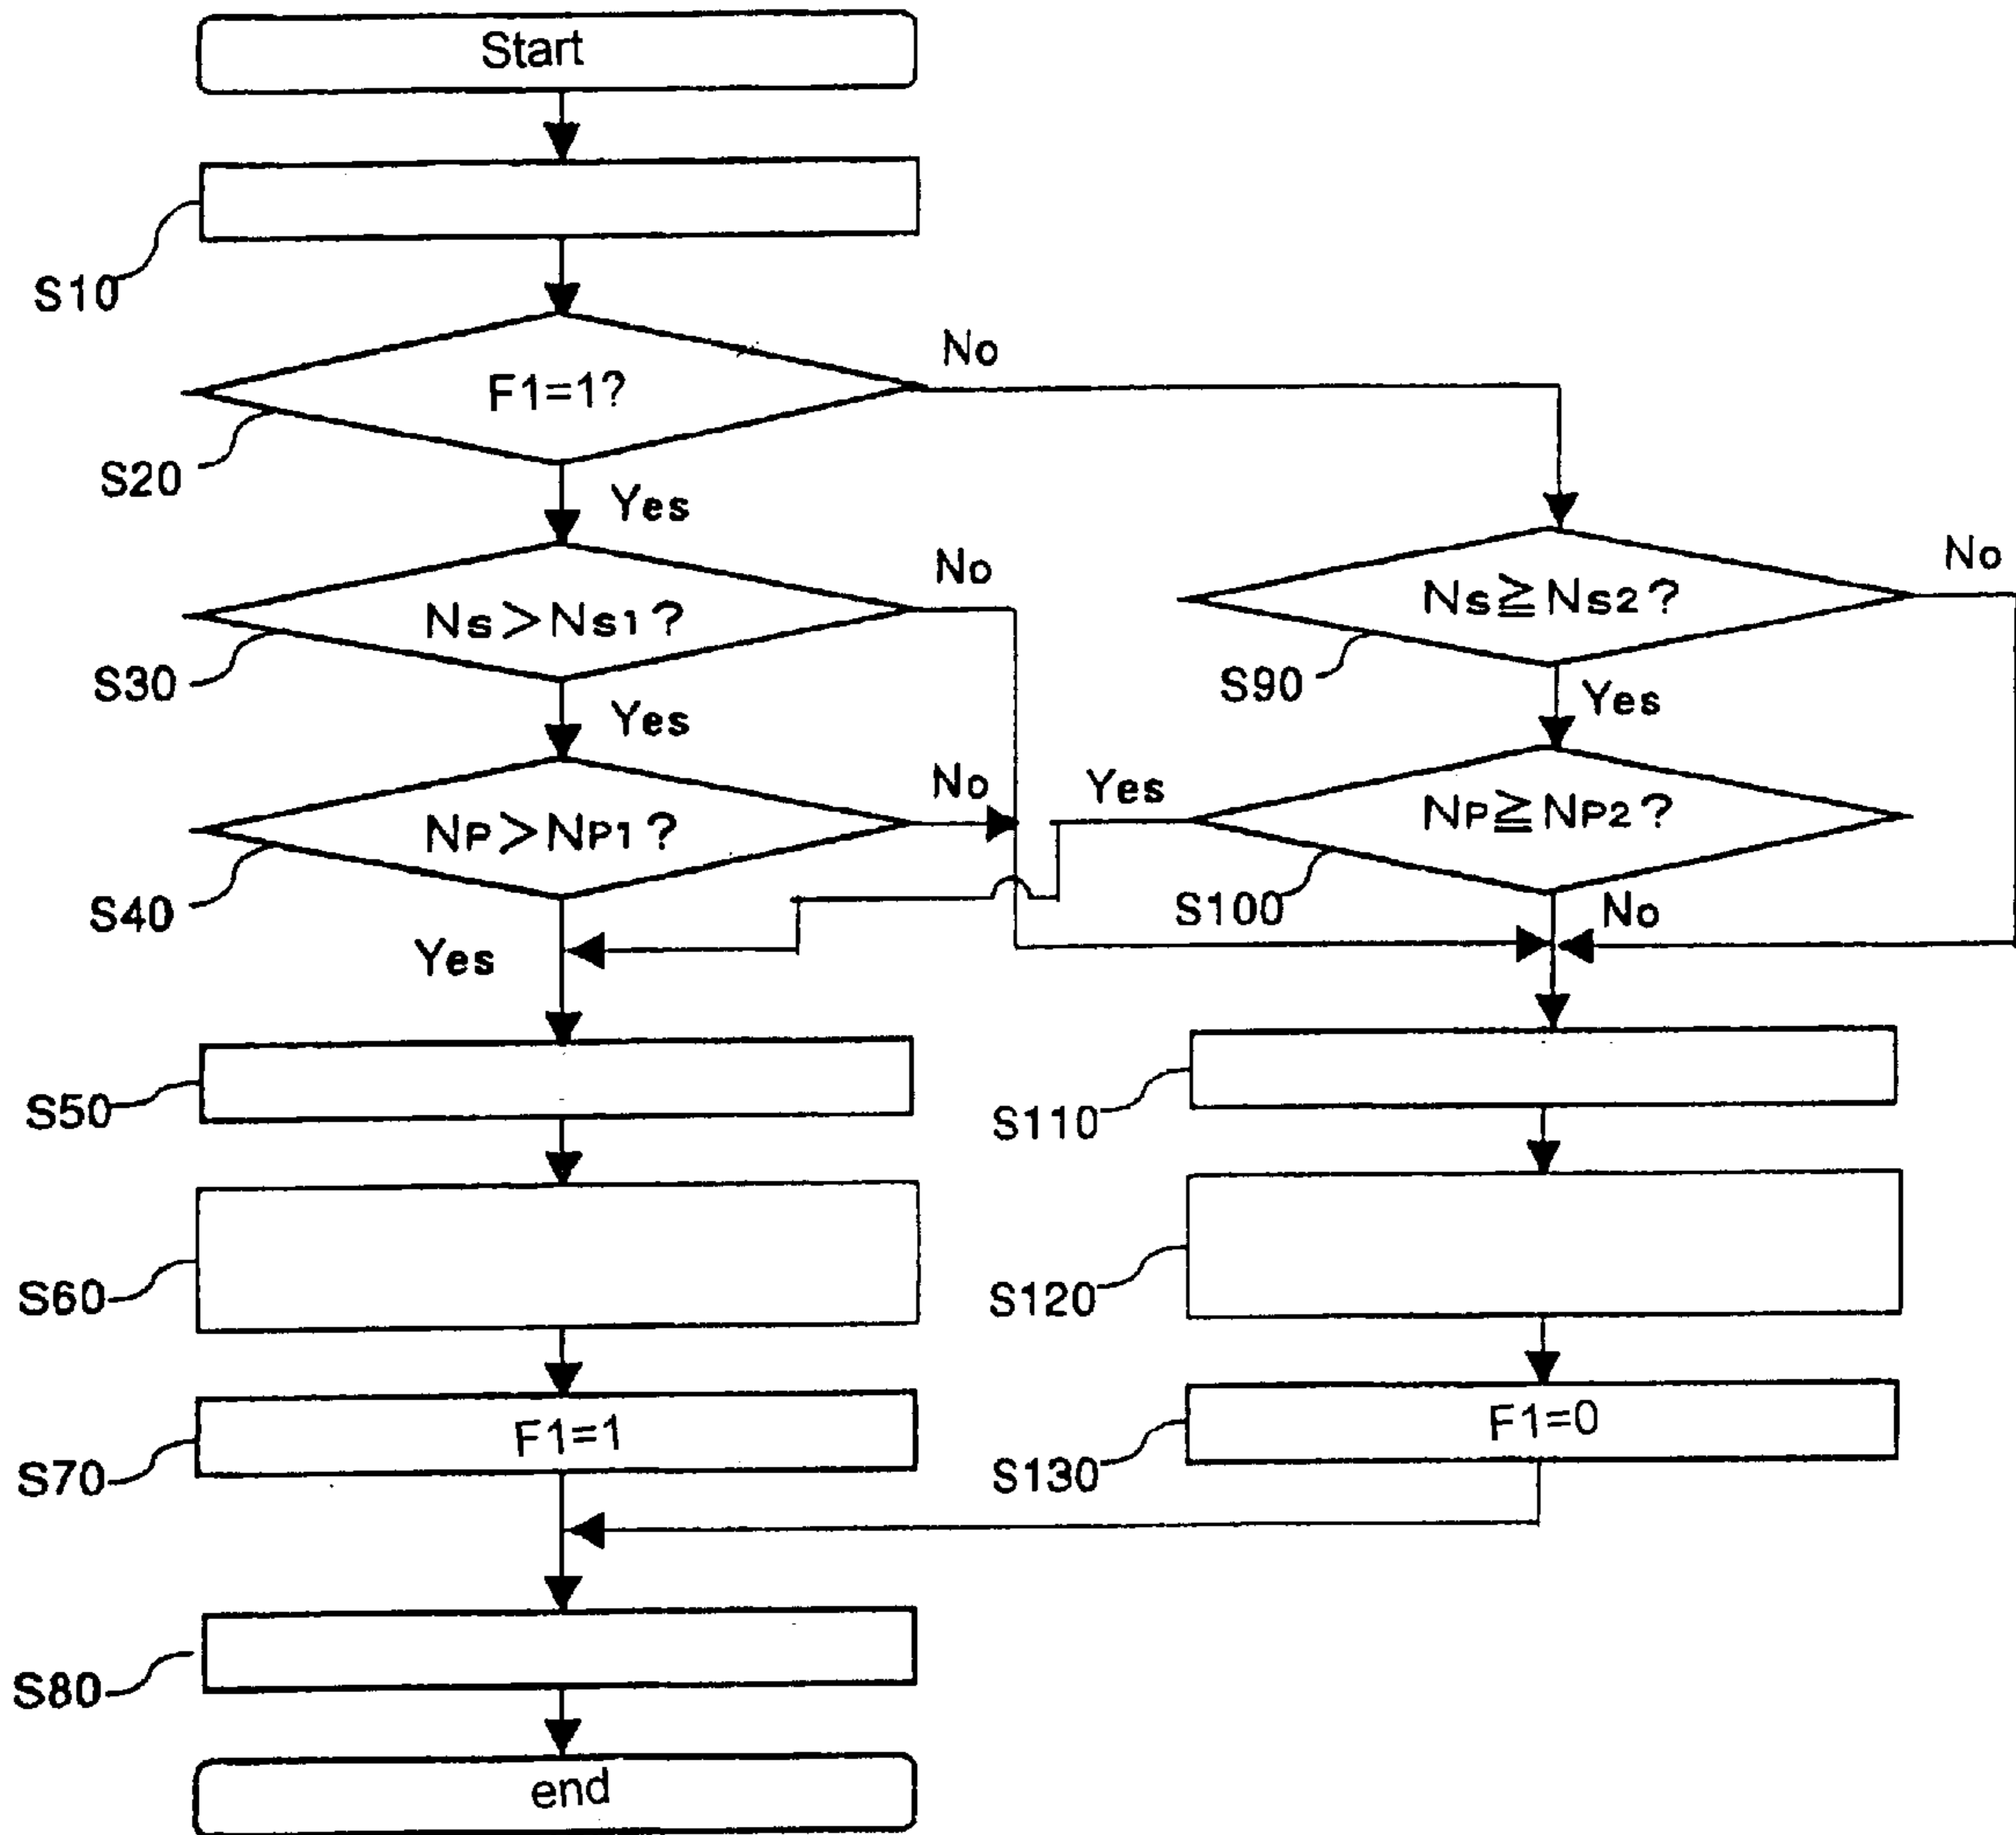 Start
S10
F1=1?
No
S20
Yes
Ns>Ns1?
No
S30
Yes
NP>NP1?
No
S40
Yes
Ns≧Ns2?
No
S90
Yes
NP≧NP2?
Yes
S100
No
S50
S60
F1=1
S70
S110
S120
F1=0
S130
S80
end